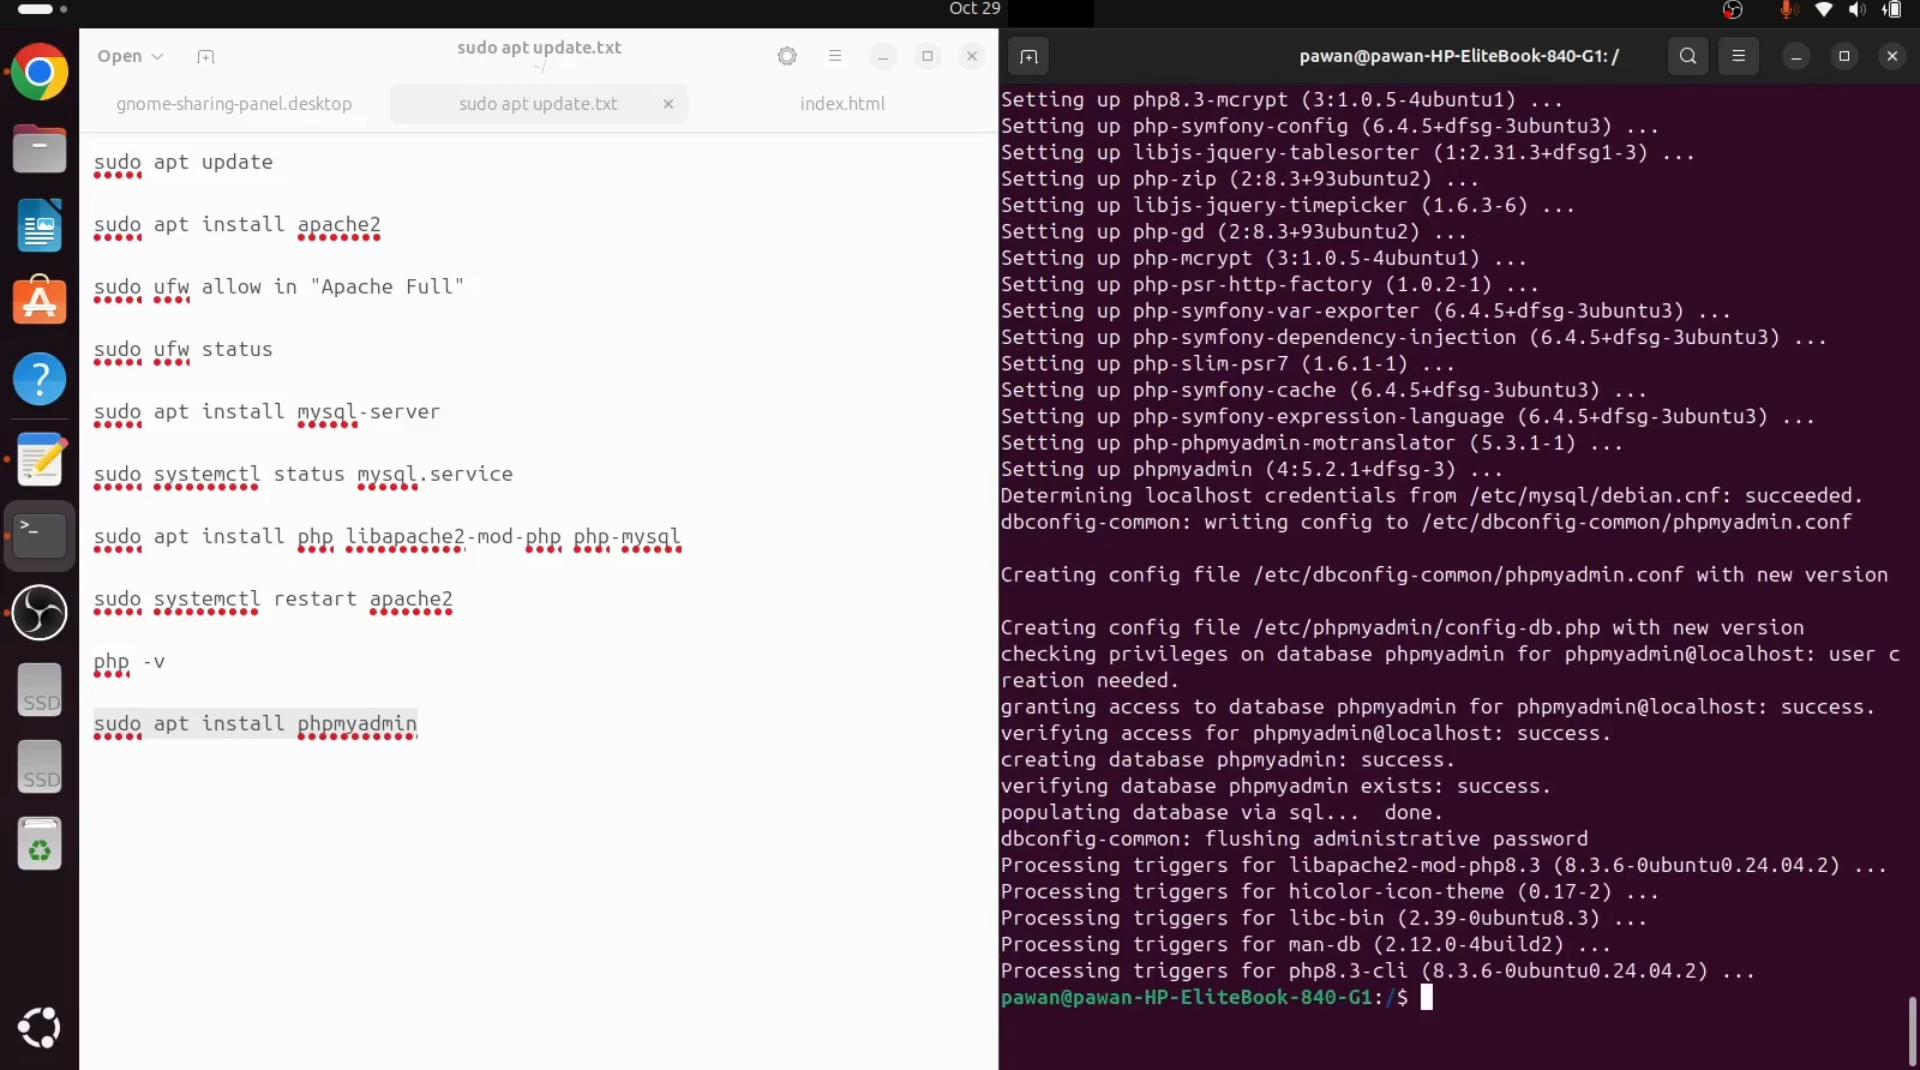 Oct 29
Open
sudo apt update.txt
~/
gnome-sharing-panel.desktop
sudo apt update.txt
index.html
sudo apt update
sudo apt install apache2
sudo ufw allow in "Apache Full"
sudo ufw status
sudo apt install mysql-server
sudo systemctl status mysql.service
sudo apt install php libapache2-mod-php php-mysql
sudo systemctl restart apache2
php -v
sudo apt install phpmyadmin
SSD
SSD
pawan@pawan-HP-EliteBook-840-G1: /
Setting up php8.3-mcrypt (3:1.0.5-4ubuntu1) ...
Setting up php-symfony-config (6.4.5+dfsg-3ubuntu3) ...
Setting up libjs-jquery-tablesorter (1:2.31.3+dfsg1-3) ...
Setting up php-zip (2:8.3+93ubuntu2) ...
Setting up libjs-jquery-timepicker (1.6.3-6) ...
Setting up php-gd (2:8.3+93ubuntu2) ...
Setting up php-mcrypt (3:1.0.5-4ubuntu1) ...
Setting up php-psr-http-factory (1.0.2-1) ...
Setting up php-symfony-var-exporter (6.4.5+dfsg-3ubuntu3) ...
Setting up php-symfony-dependency-injection (6.4.5+dfsg-3ubuntu3) ...
Setting up php-slim-psr7 (1.6.1-1) ...
Setting up php-symfony-cache (6.4.5+dfsg-3ubuntu3) ...
Setting up php-symfony-expression-language (6.4.5+dfsg-3ubuntu3) ...
Setting up php-phpmyadmin-motranslator (5.3.1-1) ...
Setting up phpmyadmin (4:5.2.1+dfsg-3) ...
Determining localhost credentials from /etc/mysql/debian.cnf: succeeded.
dbconfig-common: writing config to /etc/dbconfig-common/phpmyadmin.conf
Creating config file /etc/dbconfig-common/phpmyadmin.conf with new version
Creating config file /etc/phpmyadmin/config-db.php with new version
checking privileges on database phpmyadmin for phpmyadmin@localhost: user c
reation needed.
granting access to database phpmyadmin for phpmyadmin@localhost: success.
verifying access for phpmyadmin@localhost: success.
creating database phpmyadmin: success.
verifying database phpmyadmin exists: success.
populating database via sql...  done.
dbconfig-common: flushing administrative password
Processing triggers for libapache2-mod-php8.3 (8.3.6-0ubuntu0.24.04.2) ...
Processing triggers for hicolor-icon-theme (0.17-2) ...
Processing triggers for libc-bin (2.39-0ubuntu8.3) ...
Processing triggers for man-db (2.12.0-4build2) ...
Processing triggers for php8.3-cli (8.3.6-0ubuntu0.24.04.2) ...
pawan@pawan-HP-EliteBook-840-G1:/$